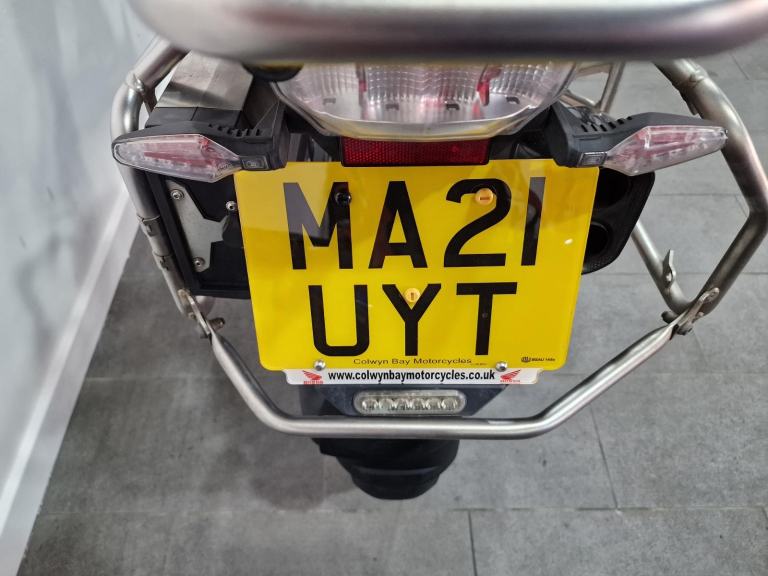 MA21
UYT
Colwyn Bay Motorcycles
www.colwynbaymotorcycles.co.uk